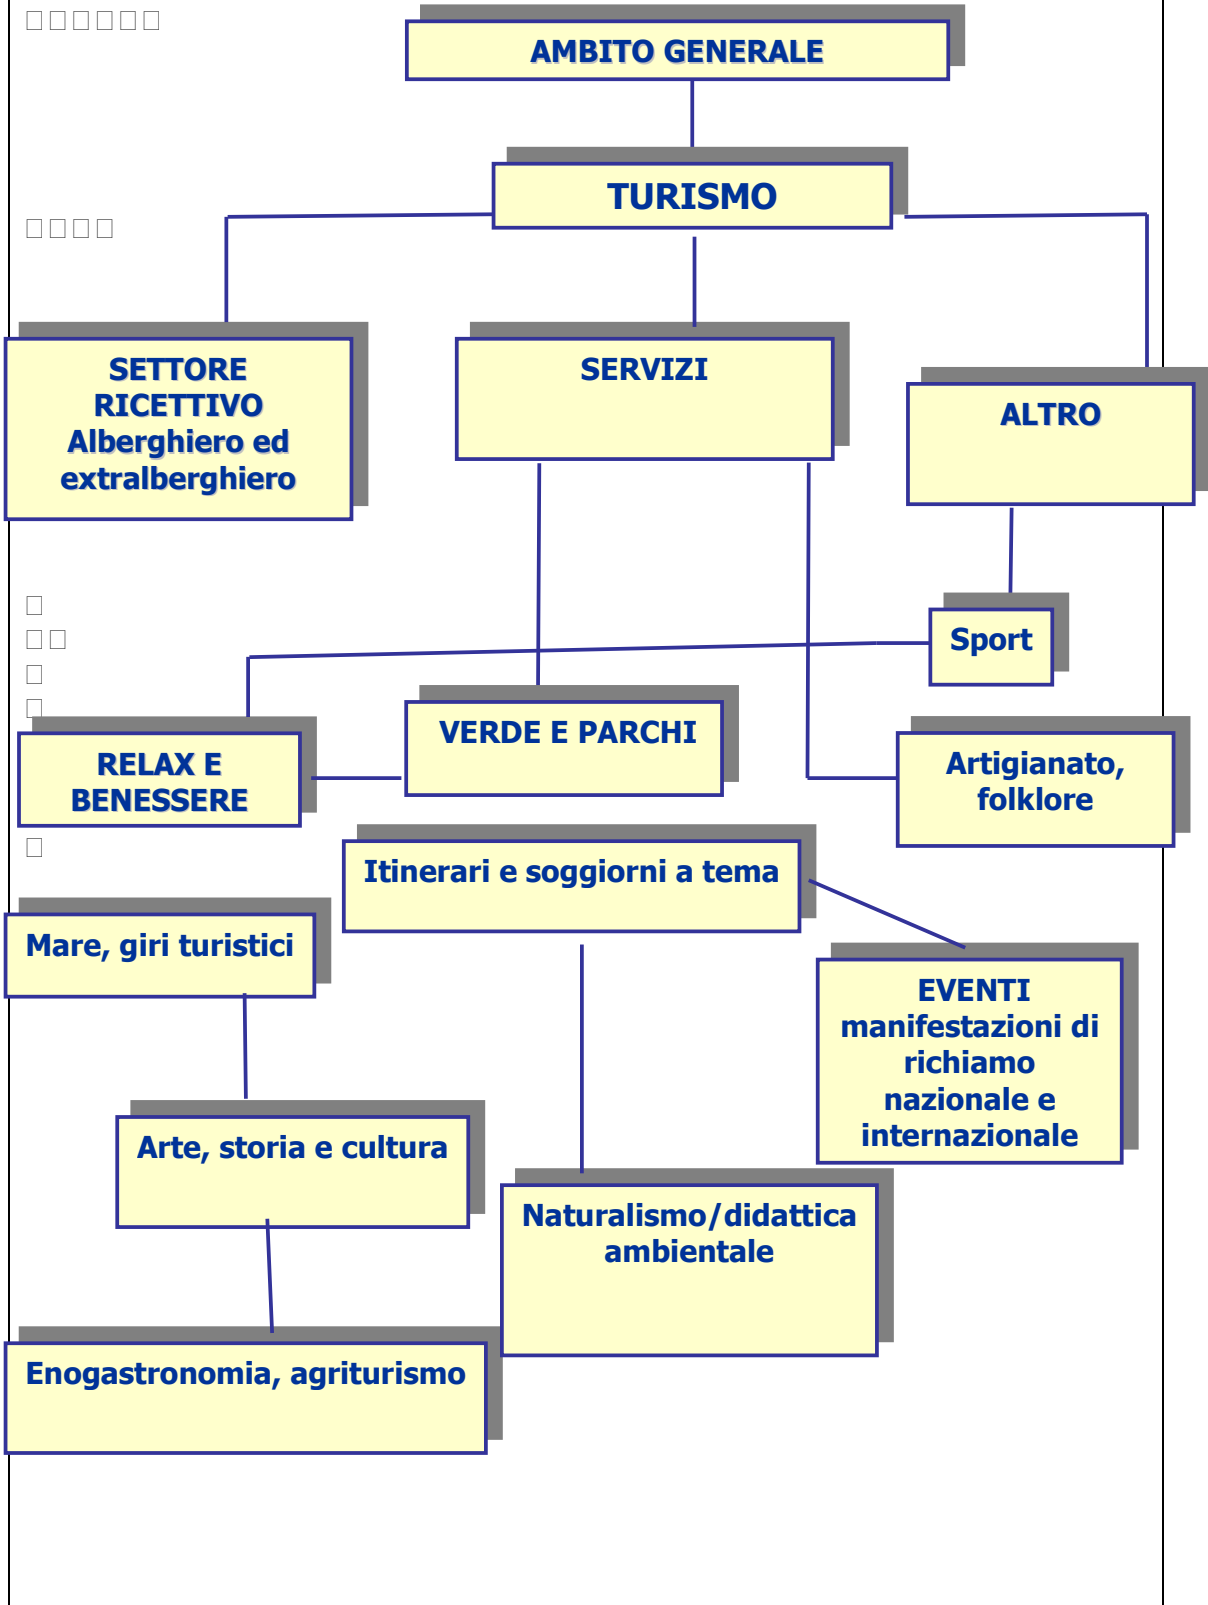 AMBITO GENERALE
TURISMO
SETTORE
RICETTIVO
Alberghiero ed
extralberghiero
SERVIZI
ALTRO
Sport
RELAX E
BENESSERE
VERDE E PARCHI
Artigianato,
folklore
Itinerari e soggiorni a tema
Mare, giri turistici
EVENTI
manifestazioni di
richiamo
nazionale e
internazionale
Arte, storia e cultura
Naturalismo/didattica
ambientale
Enogastronomia, agriturismo